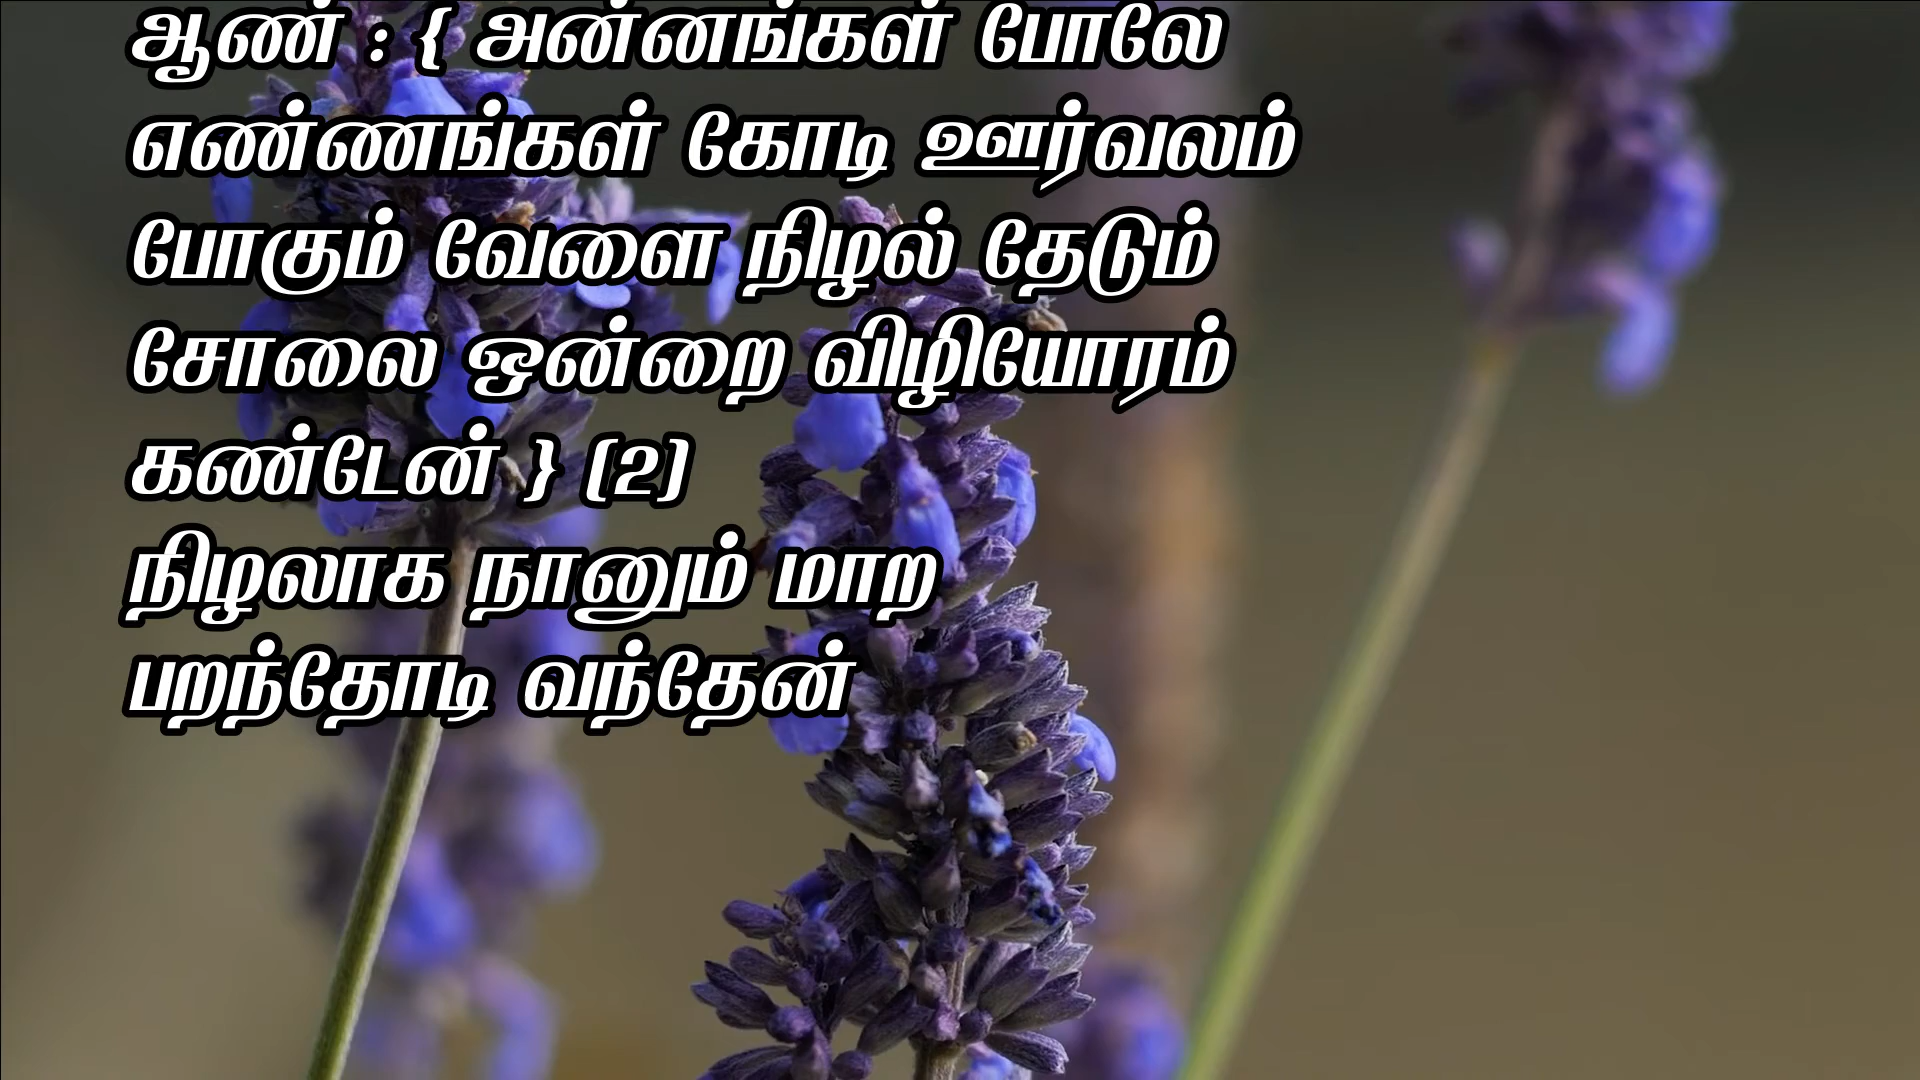 ஆண் : { அன்னங்கள் போலே
எண்ணங்கள் கோடி ஊர்வலம்
போகும் வேளை நிழல் தேடும்
சோலை ஒன்றை விழியோரம்
கண்டேன் } (2)
நிழலாக நானும் மாற
பறந்தோடி வந்தேன்